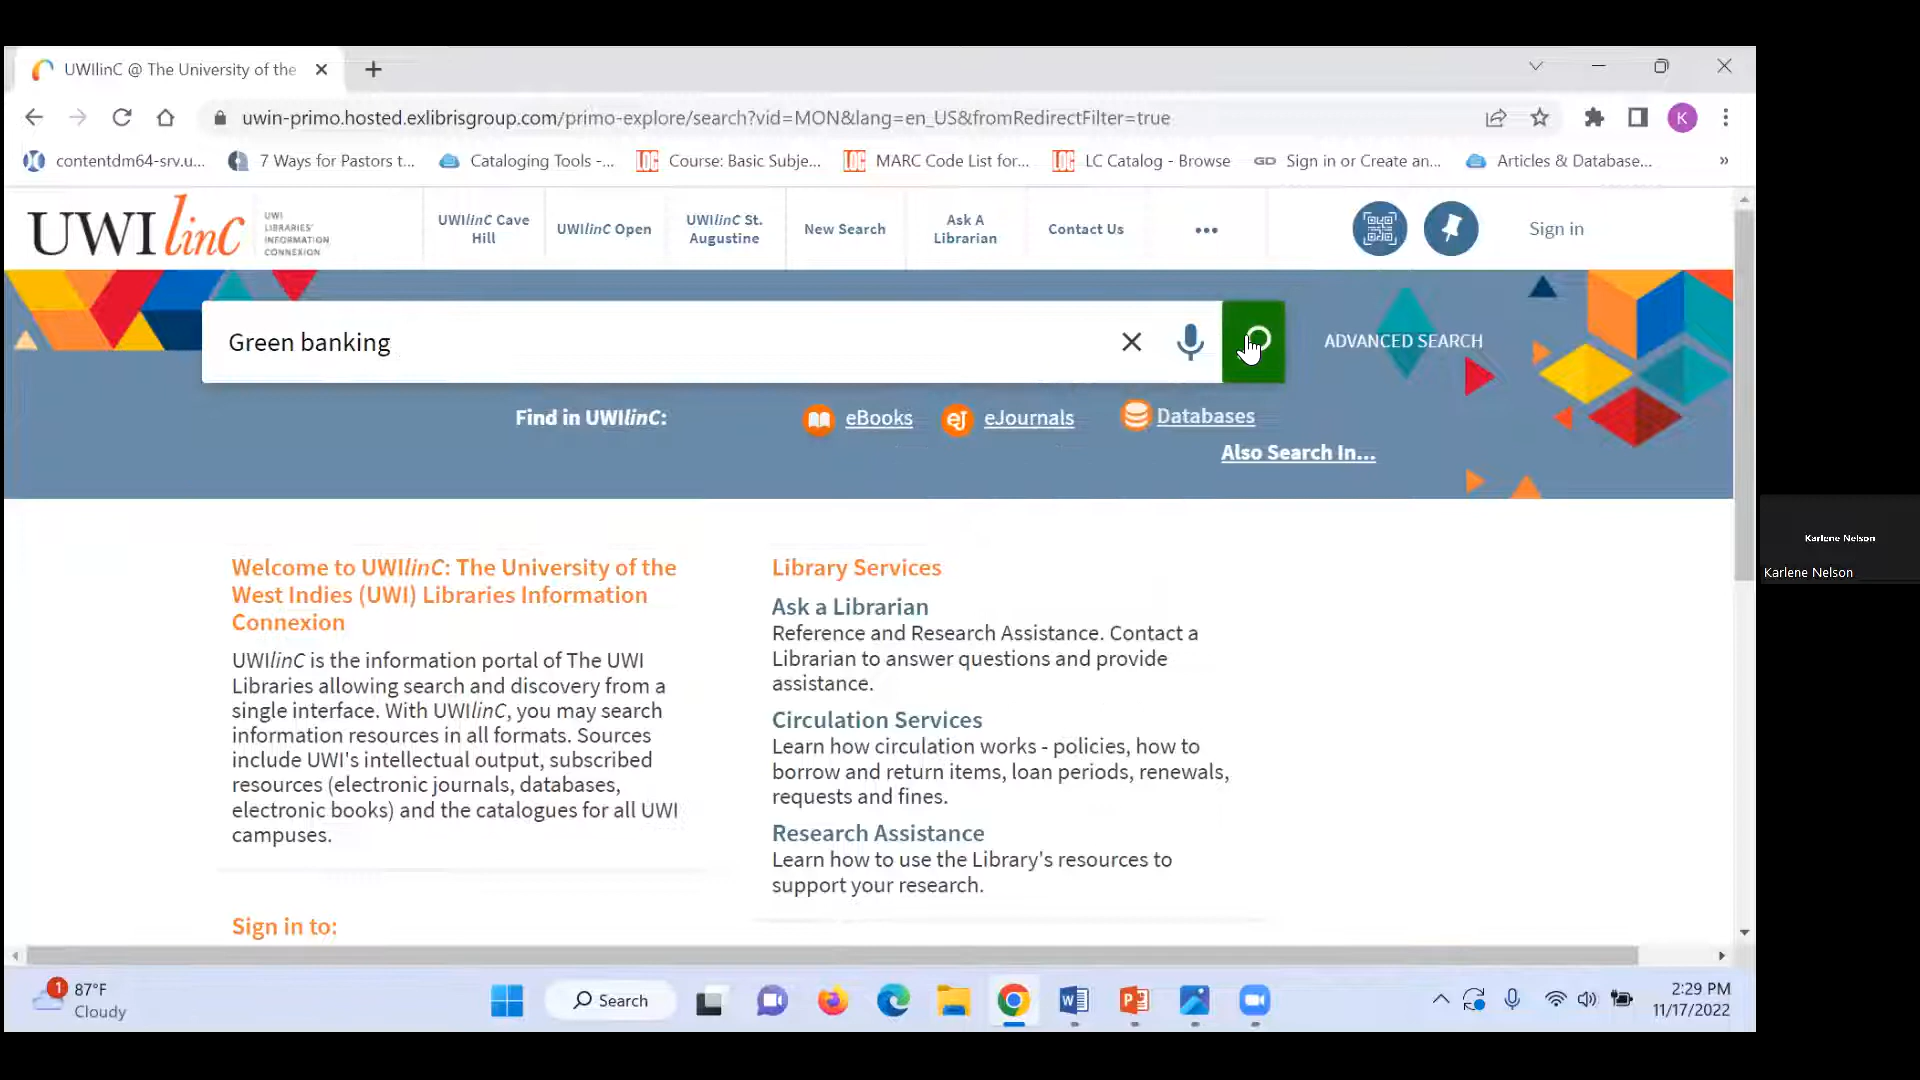 UWIlinC @ The University of the
uwin-primo.hosted.exlibrisgroup.com/primo-explore/search?vid=MON&lang=en_US&fromRedirectFilter=true
K
contentdm64-srv.u...
7 Ways for Pastors t...
Cataloging Tools -...
Course: Basic Subje...
MARC Code List for...
LC Catalog - Browse
Sign in or Create an...
Articles & Database...
»
UWIlinC
UWI
LIBRARIES'
INFORMATION
CONNEXION
UWIlinC Cave
Hill
UWIlinC Open
UWIlinC St.
Augustine
New Search
Ask A
Librarian
Contact Us
Sign in
Green banking
ADVANCED SEARCH
Find in UWIlinC:
eBooks
eJ
eJournals
Databases
Also Search In...
Karlene Nelson
Karlene Nelson
Welcome to UWIlinC: The University of the
West Indies (UWI) Libraries Information
Connexion
UWIlinC is the information portal of The UWI
Libraries allowing search and discovery from a
single interface. With UWIlinC, you may search
information resources in all formats. Sources
include UWI's intellectual output, subscribed
resources (electronic journals, databases,
electronic books) and the catalogues for all UWI
campuses.
Sign in to:
Library Services
Ask a Librarian
Reference and Research Assistance. Contact a
Librarian to answer questions and provide
assistance.
Circulation Services
Learn how circulation works - policies, how to
borrow and return items, loan periods, renewals,
requests and fines.
Research Assistance
Learn how to use the Library's resources to
support your research.
1
87°F
Cloudy
Search
2:29 PM
11/17/2022